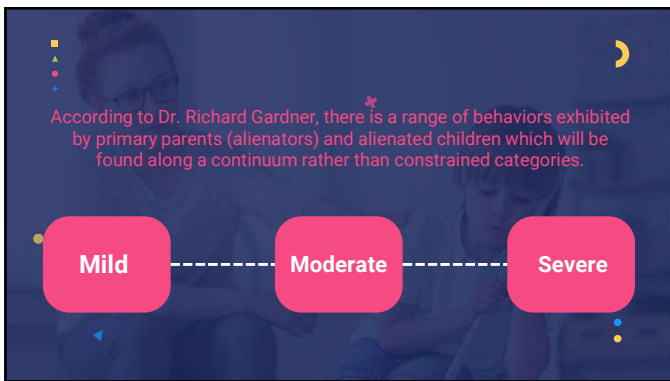 According to Dr. Richard Gardner, there is a range of behaviors exhibited
by primary parents (alienators) and alienated children which will be
found along a continuum rather than constrained categories.
Mild
Moderate
Severe